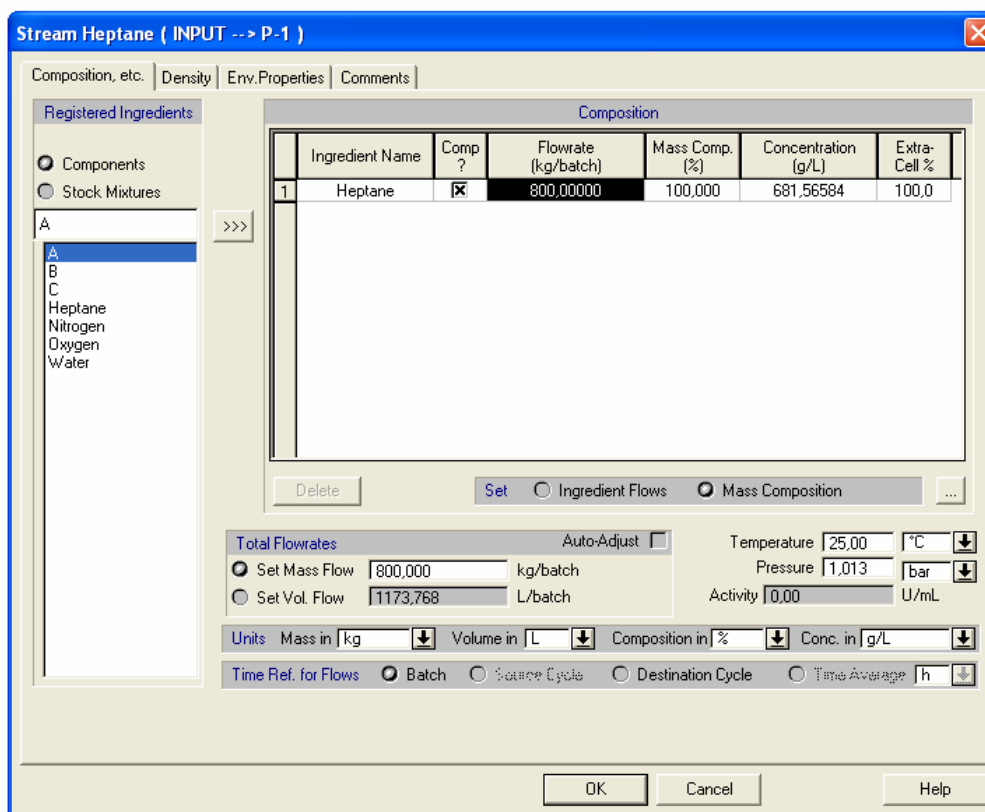 Stream Heptane ( INPUT --> P-1 )
Composition, etc. Density Env.Properties Comments
Registered Ingredients
Components
Stock Mixtures
A
A
B
C
Heptane
Nitrogen
Oxygen
Water
>>>
Composition
Ingredient Name Comp ? Flowrate (kg/batch) Mass Comp. (%) Concentration (g/L) Extra-Cell %
1 Heptane 800,00000 100,000 681,56584 100,0
Delete Set Ingredient Flows Mass Composition ...
Total Flowrates Auto-Adjust
Set Mass Flow 800,000 kg/batch
Set Vol. Flow 1173,768 L/batch
Temperature 25,00 °C
Pressure 1,013 bar
Activity 0,00 U/mL
Units Mass in kg Volume in L Composition in % Conc. in g/L
Time Ref. for Flows Batch Source Cycle Destination Cycle Time Average h
OK Cancel Help